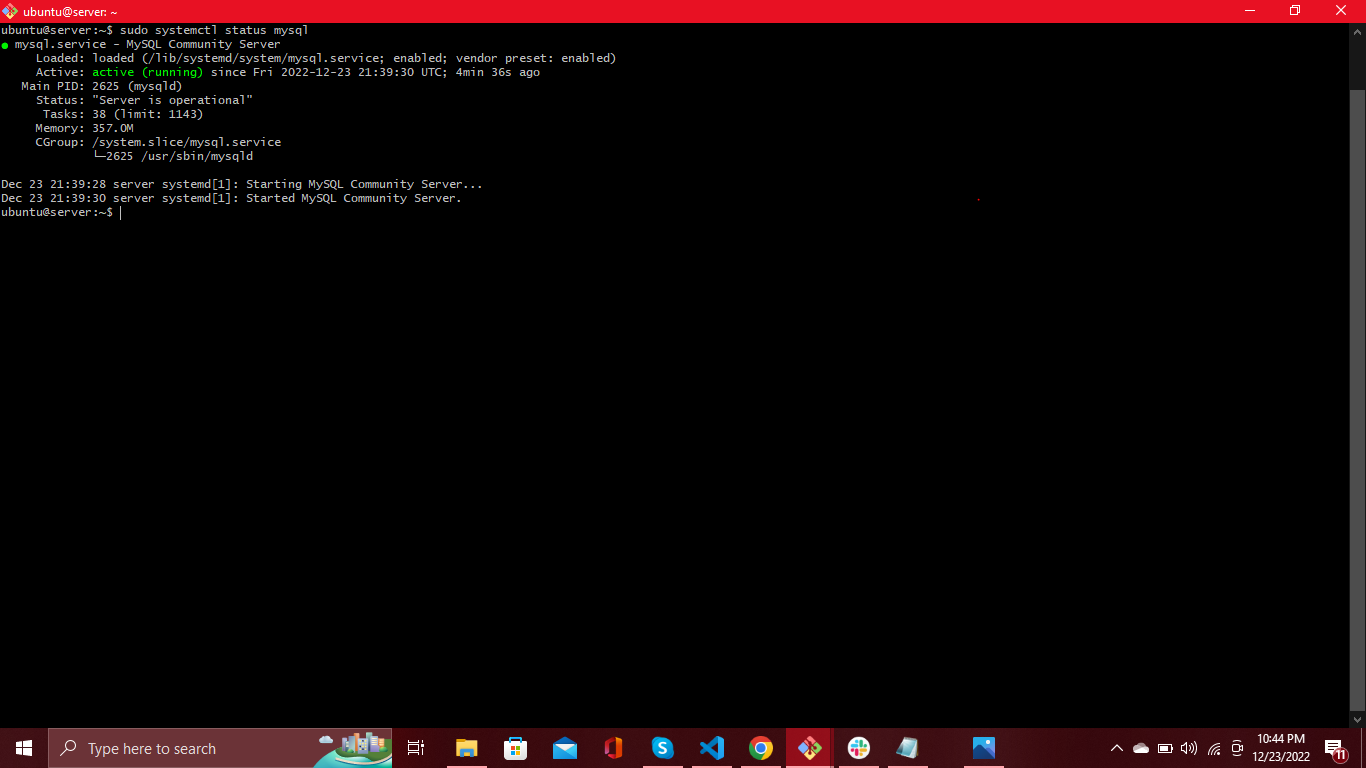 ubuntu@server: ~
ubuntu@server:~$ sudo systemctl status mysql
● mysql.service - MySQL Community Server
     Loaded: loaded (/lib/systemd/system/mysql.service; enabled; vendor preset: enabled)
     Active: active (running) since Fri 2022-12-23 21:39:30 UTC; 4min 36s ago
   Main PID: 2625 (mysqld)
     Status: "Server is operational"
      Tasks: 38 (limit: 1143)
     Memory: 357.0M
     CGroup: /system.slice/mysql.service
             └─2625 /usr/sbin/mysqld
Dec 23 21:39:28 server systemd[1]: Starting MySQL Community Server...
Dec 23 21:39:30 server systemd[1]: Started MySQL Community Server.
ubuntu@server:~$
Type here to search
10:44 PM
12/23/2022
11